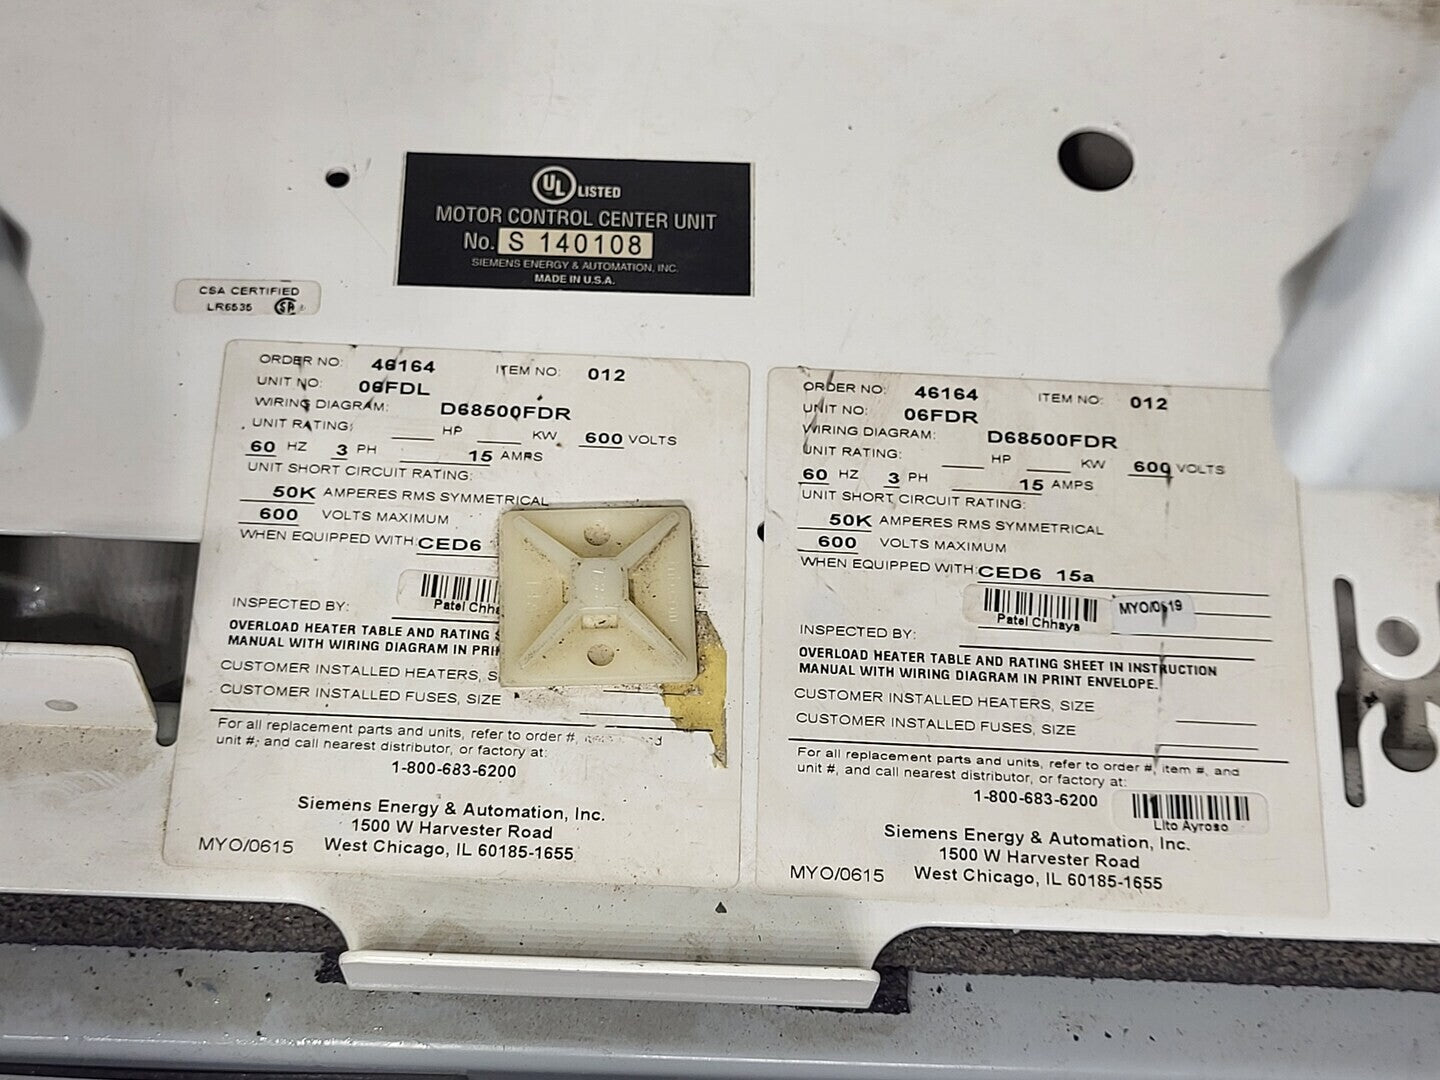 UL LISTED
MOTOR CONTROL CENTER UNIT
No. S 140108
SIEMENS ENERGY & AUTOMATION, INC.
MADE IN U.S.A.
CSA CERTIFIED
LR6535
ORDER NO: 46164 ITEM NO: 012
UNIT NO: 06FDL
WIRING DIAGRAM: D68500FDR
UNIT RATING: HP KW 600 VOLTS
60 HZ 3 PH 15 AMPS
UNIT SHORT CIRCUIT RATING:
50K AMPERES RMS SYMMETRICAL
600 VOLTS MAXIMUM
WHEN EQUIPPED WITH: CED6
Patel
INSPECTED BY:
OVERLOAD HEATER TABLE AND RATING
MANUAL WITH WIRING DIAGRAM IN
CUSTOMER INSTALLED HEATERS,
CUSTOMER INSTALLED FUSES, SIZE
For all replacement parts and units, refer to order #,
unit #, and call nearest distributor, or factory at:
1-800-683-6200
Siemens Energy & Automation, Inc.
1500 W Harvester Road
MYO/0615 West Chicago, IL 60185-1655
ORDER NO: 46164 ITEM NO: 012
UNIT NO: 06FDR
WIRING DIAGRAM: D68500FDR
UNIT RATING: HP KW 600 VOLTS
60 HZ 3 PH 15 AMPS
UNIT SHORT CIRCUIT RATING:
50K AMPERES RMS SYMMETRICAL
600 VOLTS MAXIMUM
WHEN EQUIPPED WITH: CED6 15a
Patel Chhaya
INSPECTED BY:
OVERLOAD HEATER TABLE AND RATING SHEET IN INSTRUCTION
MANUAL WITH WIRING DIAGRAM IN PRINT ENVELOPE.
CUSTOMER INSTALLED HEATERS, SIZE
CUSTOMER INSTALLED FUSES, SIZE
For all replacement parts and units, refer to order #, item #, and
unit #, and call nearest distributor, or factory at:
1-800-683-6200
Lito Ayroso
Siemens Energy & Automation, Inc.
1500 W Harvester Road
MYO/0615 West Chicago, IL 60185-1655